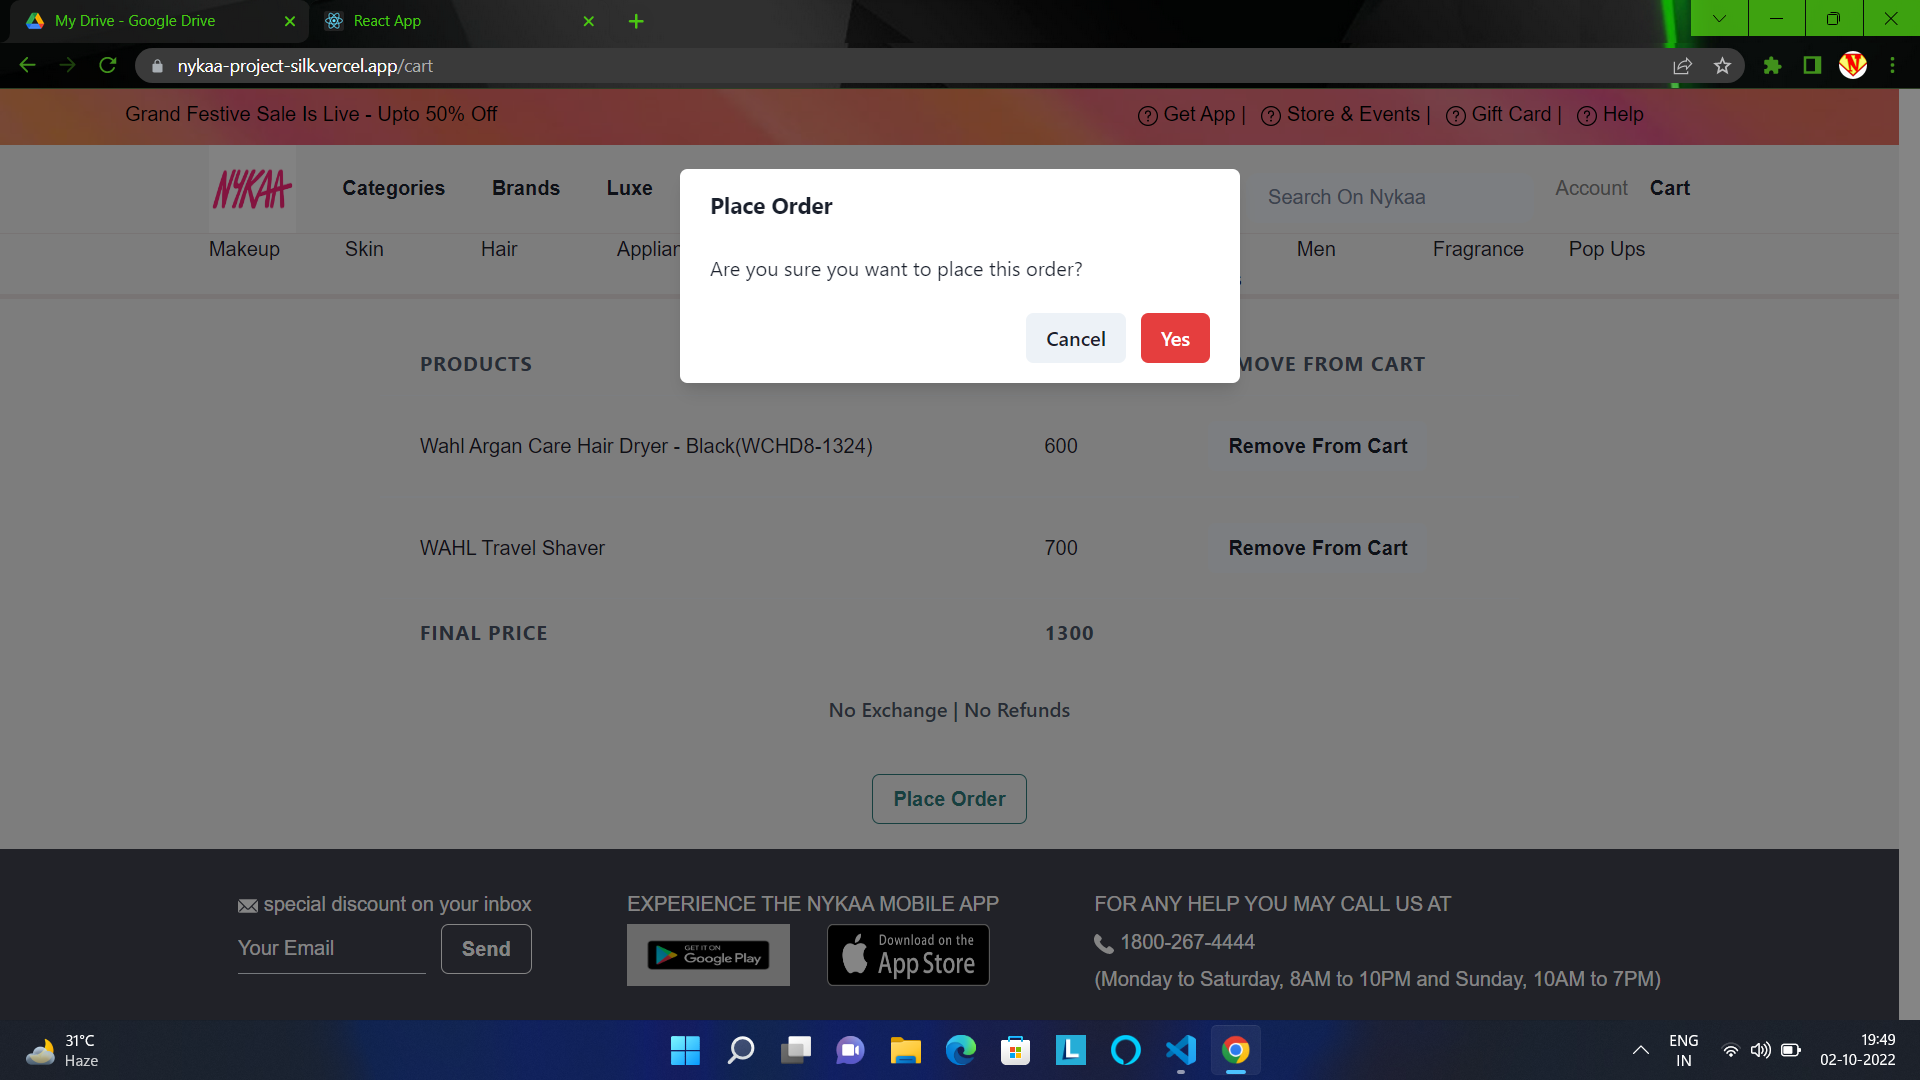 My Drive - Google Drive
React App
nykaa-project-silk.vercel.app/cart
Grand Festive Sale Is Live - Upto 50% Off
Get App | Store & Events | Gift Card | Help
NYKAA
Categories Brands Luxe
Search On Nykaa
Account Cart
Makeup Skin Hair Applian
Men Fragrance Pop Ups
Place Order
Are you sure you want to place this order?
Cancel Yes
PRODUCTS
MOVE FROM CART
Wahl Argan Care Hair Dryer - Black(WCHD8-1324) 600 Remove From Cart
WAHL Travel Shaver 700 Remove From Cart
FINAL PRICE 1300
No Exchange | No Refunds
Place Order
special discount on your inbox
Your Email
Send
EXPERIENCE THE NYKAA MOBILE APP
GET IT ON
Google Play
Download on the
App Store
FOR ANY HELP YOU MAY CALL US AT
1800-267-4444
(Monday to Saturday, 8AM to 10PM and Sunday, 10AM to 7PM)
31°C
Haze
ENG
IN
19:49
02-10-2022